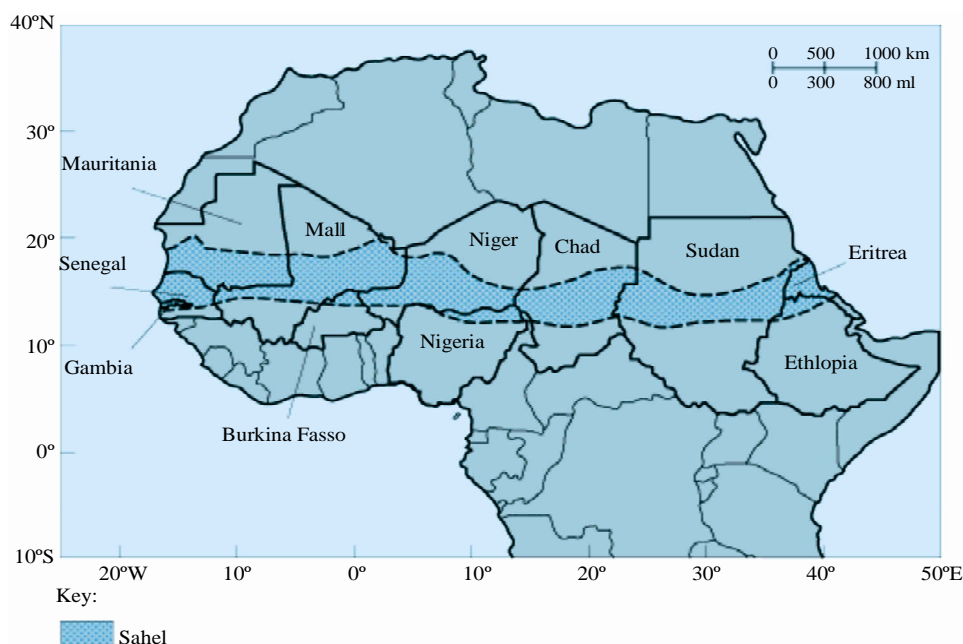 40ºN
0 500 1000 km
0 300 800 ml
30º
Mauritania
Mall
Niger
Chad
Sudan
20º
Eritrea
Senegal
Nigeria
10º
Gambia
Ethlopia
Burkina Fasso
0º
10ºS
20ºW 10º 0º 10º 20º 30º 40º 50ºE
Key:
Sahel